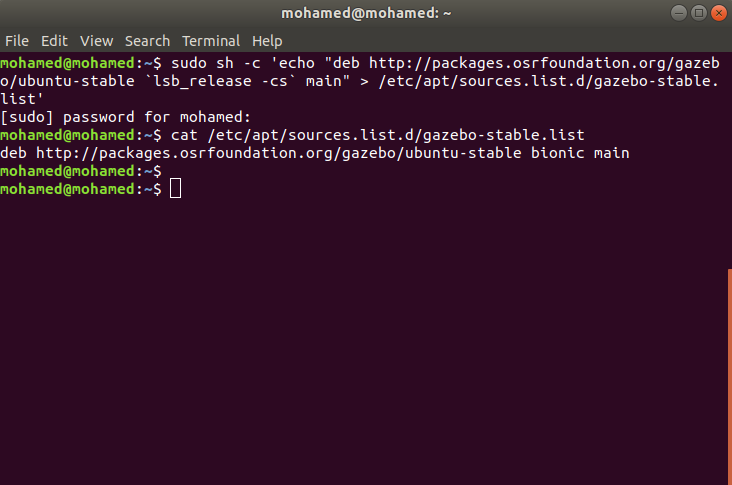 mohamed@mohamed: ~
File Edit View Search Terminal Help
mohamed@mohamed:~$ sudo sh -c 'echo "deb http://packages.osrfoundation.org/gazeb
o/ubuntu-stable `lsb_release -cs` main" > /etc/apt/sources.list.d/gazebo-stable.
list'
[sudo] password for mohamed:
mohamed@mohamed:~$ cat /etc/apt/sources.list.d/gazebo-stable.list
deb http://packages.osrfoundation.org/gazebo/ubuntu-stable bionic main
mohamed@mohamed:~$
mohamed@mohamed:~$